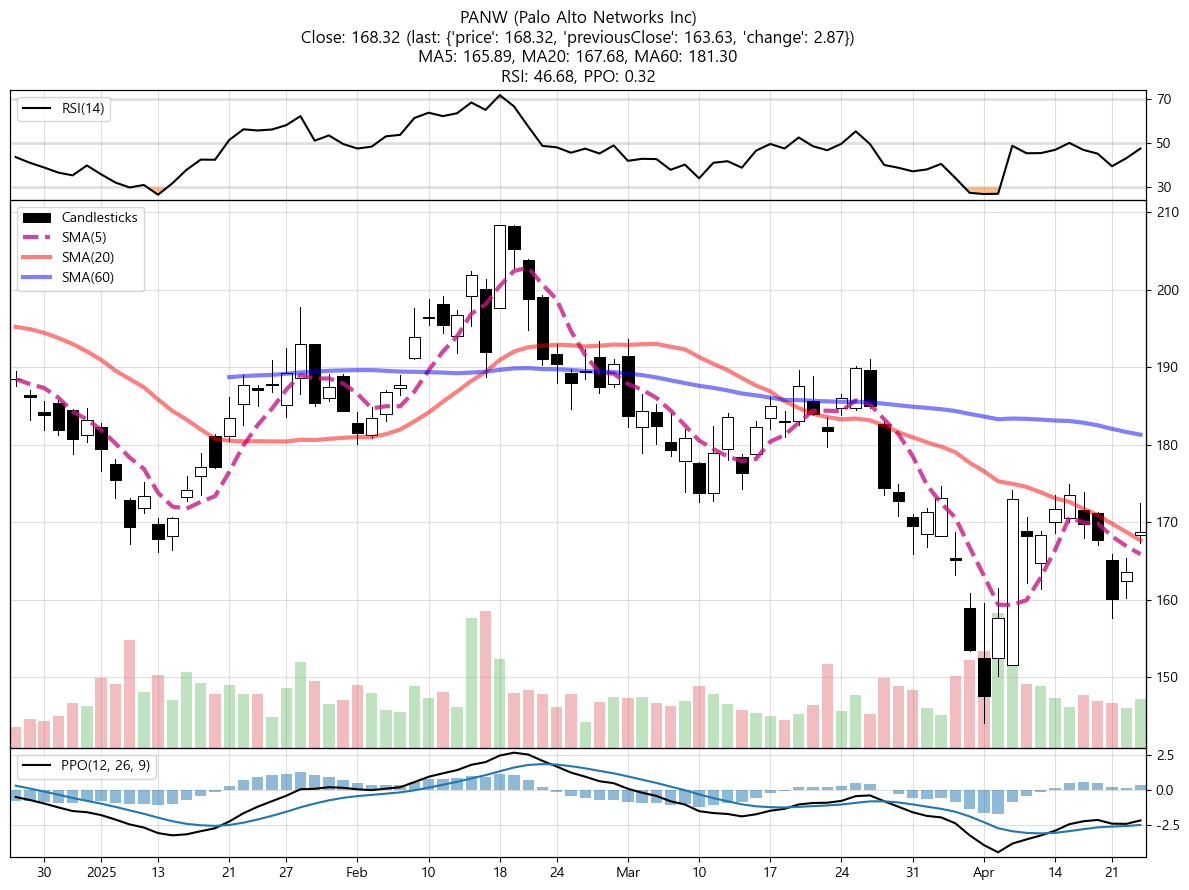 PANW (Palo Alto Networks Inc)
Close: 168.32 (last: {'price': 168.32, 'previousClose': 163.63, 'change': 2.87})
MA5: 165.89, MA20: 167.68, MA60: 181.30
RSI: 46.68, PPO: 0.32
RSI(14)
70
50
30
Candlesticks
SMA(5)
SMA(20)
SMA(60)
210
200
190
180
170
160
150
PPO(12, 26, 9)
2.5
0.0
−2.5
30 2025 13 21 27 Feb 10 18 24 Mar 10 17 24 31 Apr 14 21